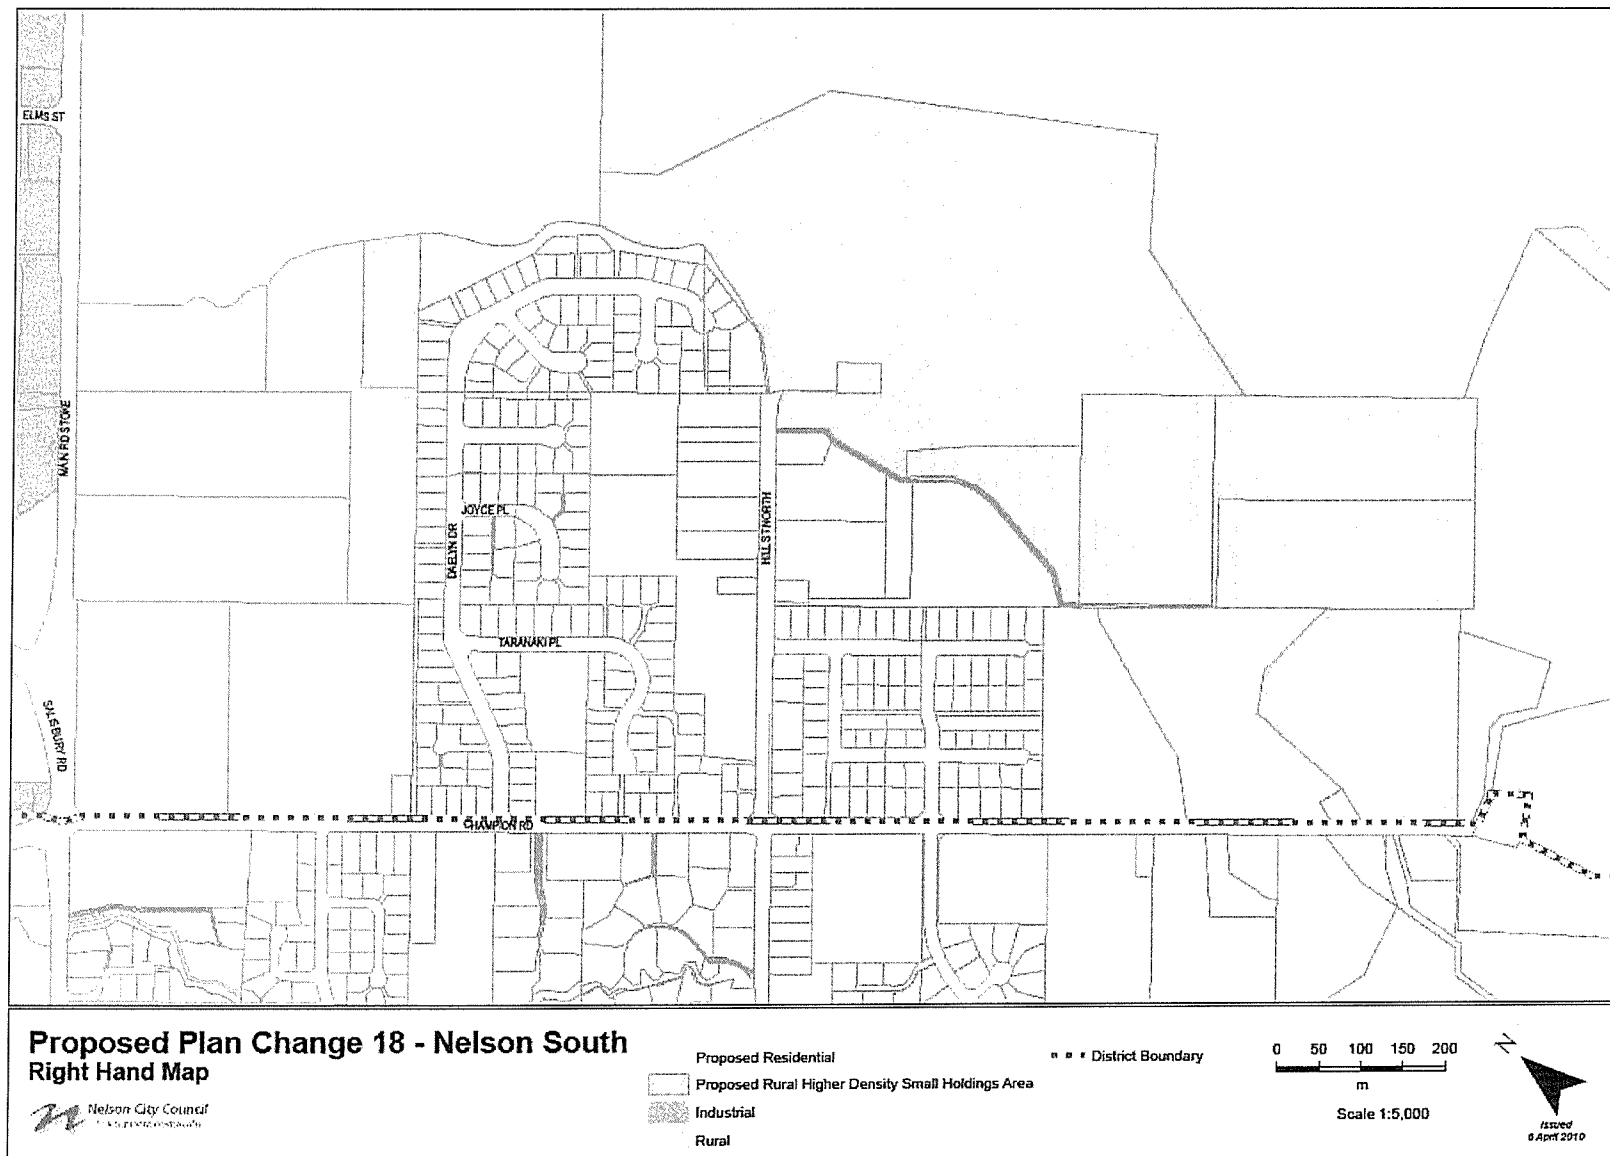 ELMS ST
MAIN RD STOKE
JOYCE PL
DAELYN DR
HILL ST NORTH
TARANAKI PL
SALISBURY RD
CHAMPION RD
Proposed Plan Change 18 - Nelson South
Right Hand Map
Nelson City Council
Proposed Residential
Proposed Rural Higher Density Small Holdings Area
Industrial
Rural
District Boundary
0 50 100 150 200
m
Scale 1:5,000
N
Issued
6 April 2010